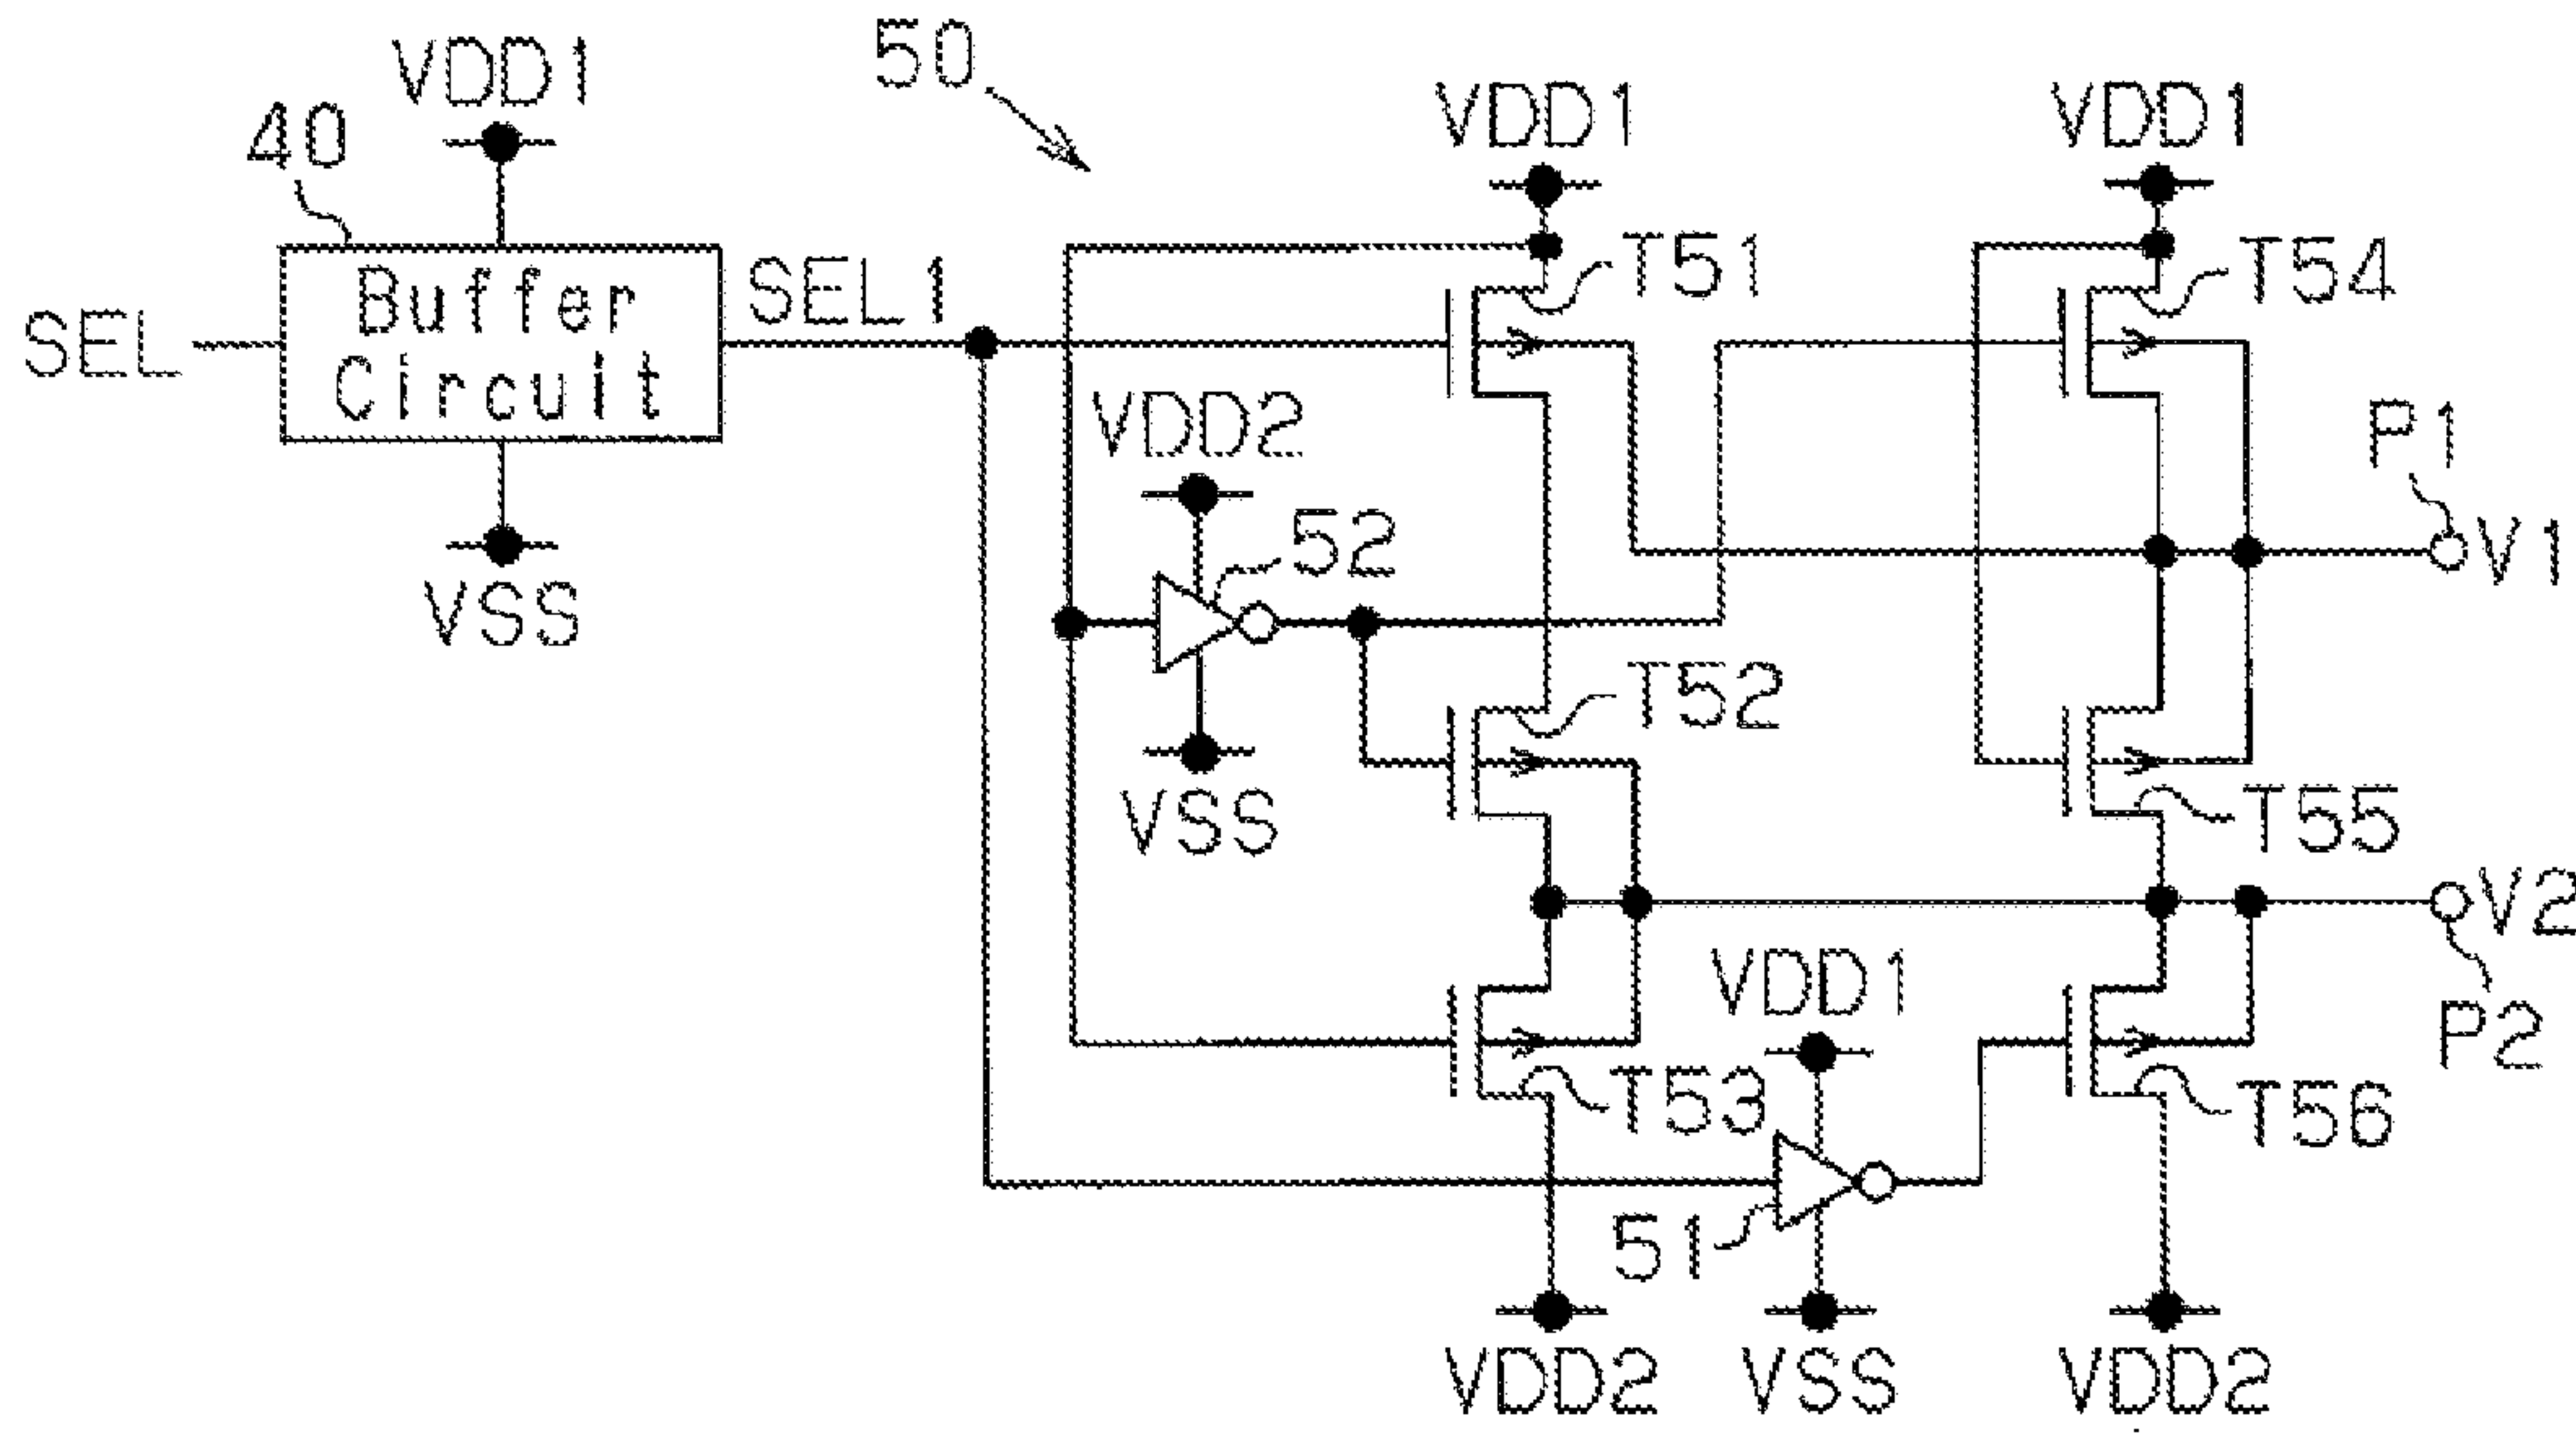 50
VDD1
VDD1
VDD1
40
T51
T54
Buffer
Circuit
SEL
SEL1
VDD2
P1
52
V1
VSS
T52
VSS
T55
V2
VDD1
P2
T53
T56
51
VDD2
VSS
VDD2